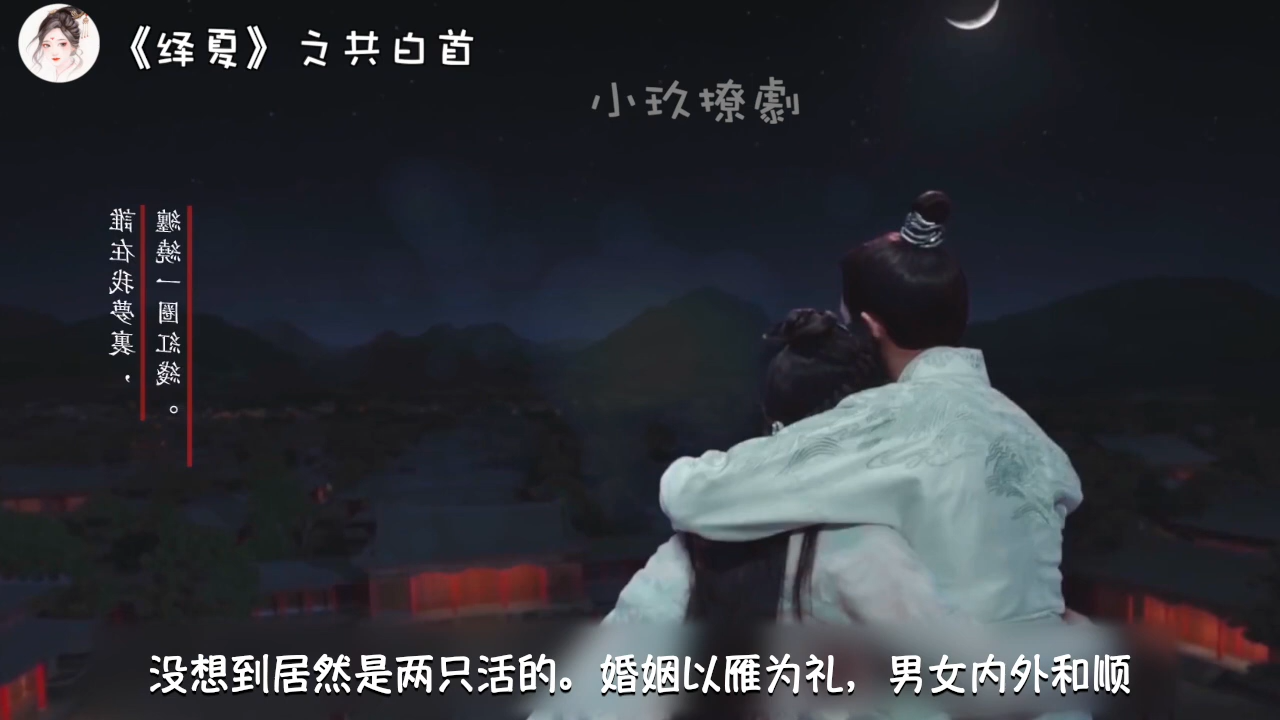 《绎夏》之共白首
小玖撩劇
誰在我夢裏，
纏繞一圈紅綫。
没想到居然是两只活的。婚姻以雁为礼，男女内外和顺